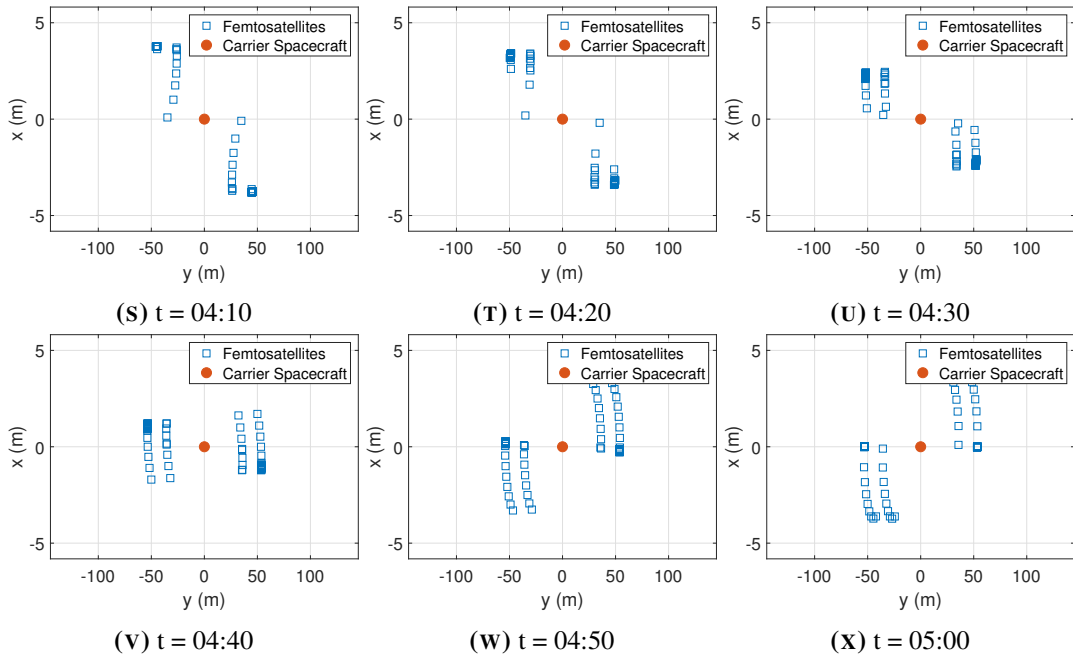 5
0
-5
x (m)
-100
-50
0
50
100
y (m)
Femtosatellites
Carrier Spacecraft
(S) t = 04:10
5
0
-5
x (m)
-100
-50
0
50
100
y (m)
Femtosatellites
Carrier Spacecraft
(T) t = 04:20
5
0
-5
x (m)
-100
-50
0
50
100
y (m)
Femtosatellites
Carrier Spacecraft
(U) t = 04:30
5
0
-5
x (m)
-100
-50
0
50
100
y (m)
Femtosatellites
Carrier Spacecraft
(V) t = 04:40
5
0
-5
x (m)
-100
-50
0
50
100
y (m)
Femtosatellites
Carrier Spacecraft
(W) t = 04:50
5
0
-5
x (m)
-100
-50
0
50
100
y (m)
Femtosatellites
Carrier Spacecraft
(X) t = 05:00